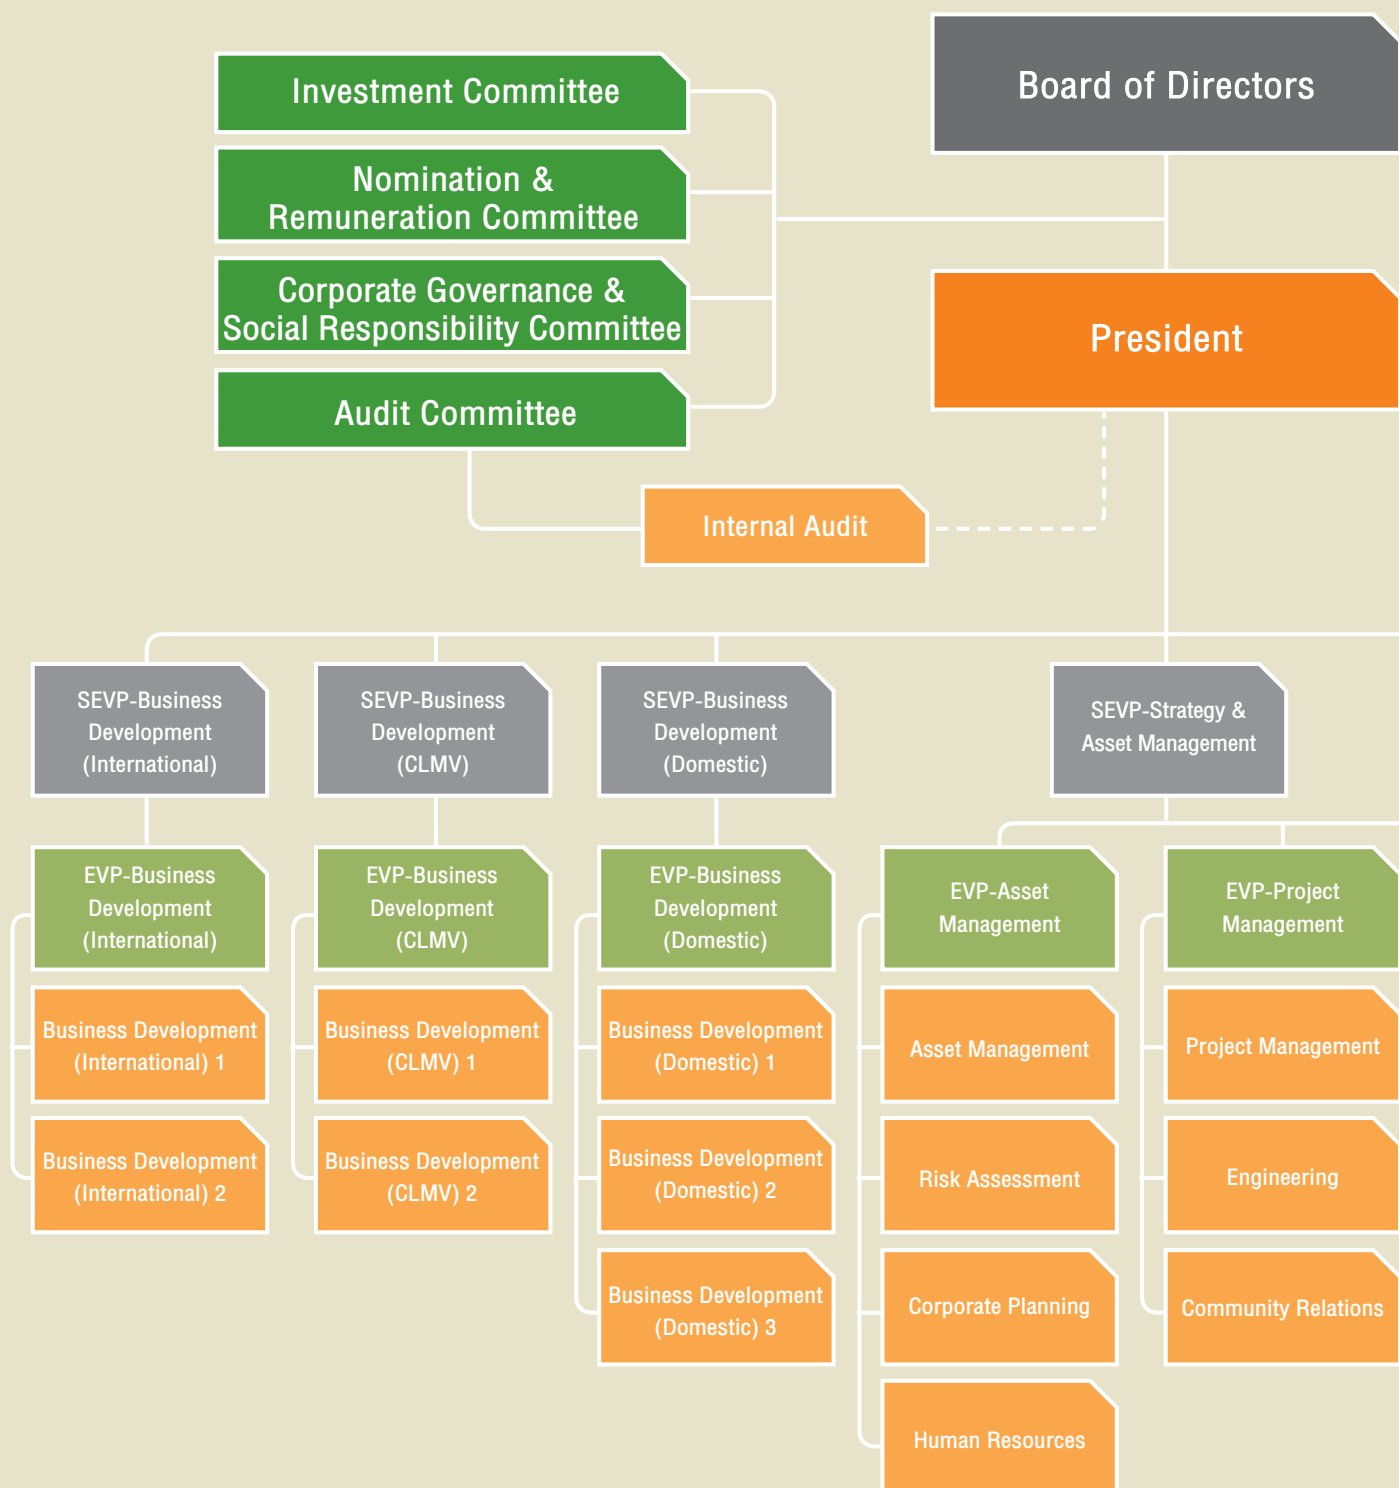 Board of Directors
Investment Committee
Nomination &
Remuneration Committee
Corporate Governance &
Social Responsibility Committee
President
Audit Committee
Internal Audit
SEVP-Business
Development
(International)
SEVP-Business
Development
(CLMV)
SEVP-Business
Development
(Domestic)
SEVP-Strategy &
Asset Management
EVP-Business
Development
(International)
EVP-Business
Development
(CLMV)
EVP-Business
Development
(Domestic)
EVP-Asset
Management
EVP-Project
Management
Business Development
(International) 1
Business Development
(CLMV) 1
Business Development
(Domestic) 1
Asset Management
Project Management
Business Development
(International) 2
Business Development
(CLMV) 2
Business Development
(Domestic) 2
Risk Assessment
Engineering
Business Development
(Domestic) 3
Corporate Planning
Community Relations
Human Resources